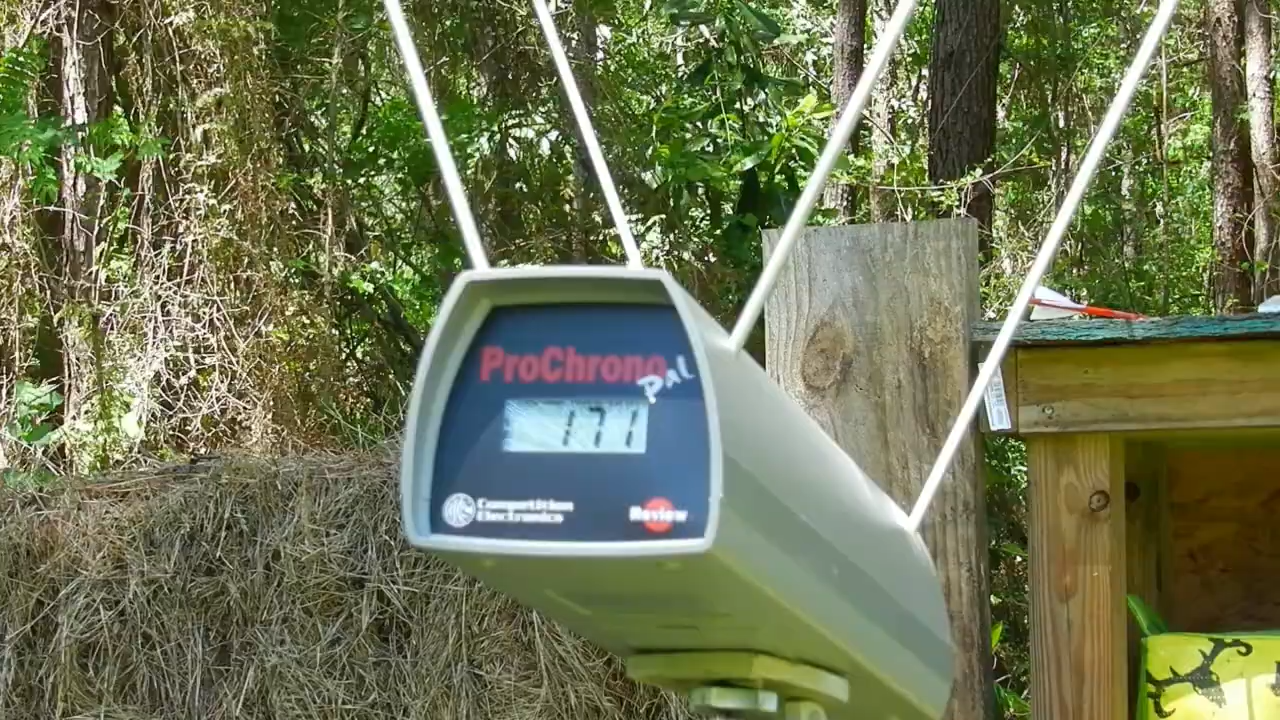 ProChrono
Pal
171
Competition
Electronics
Review